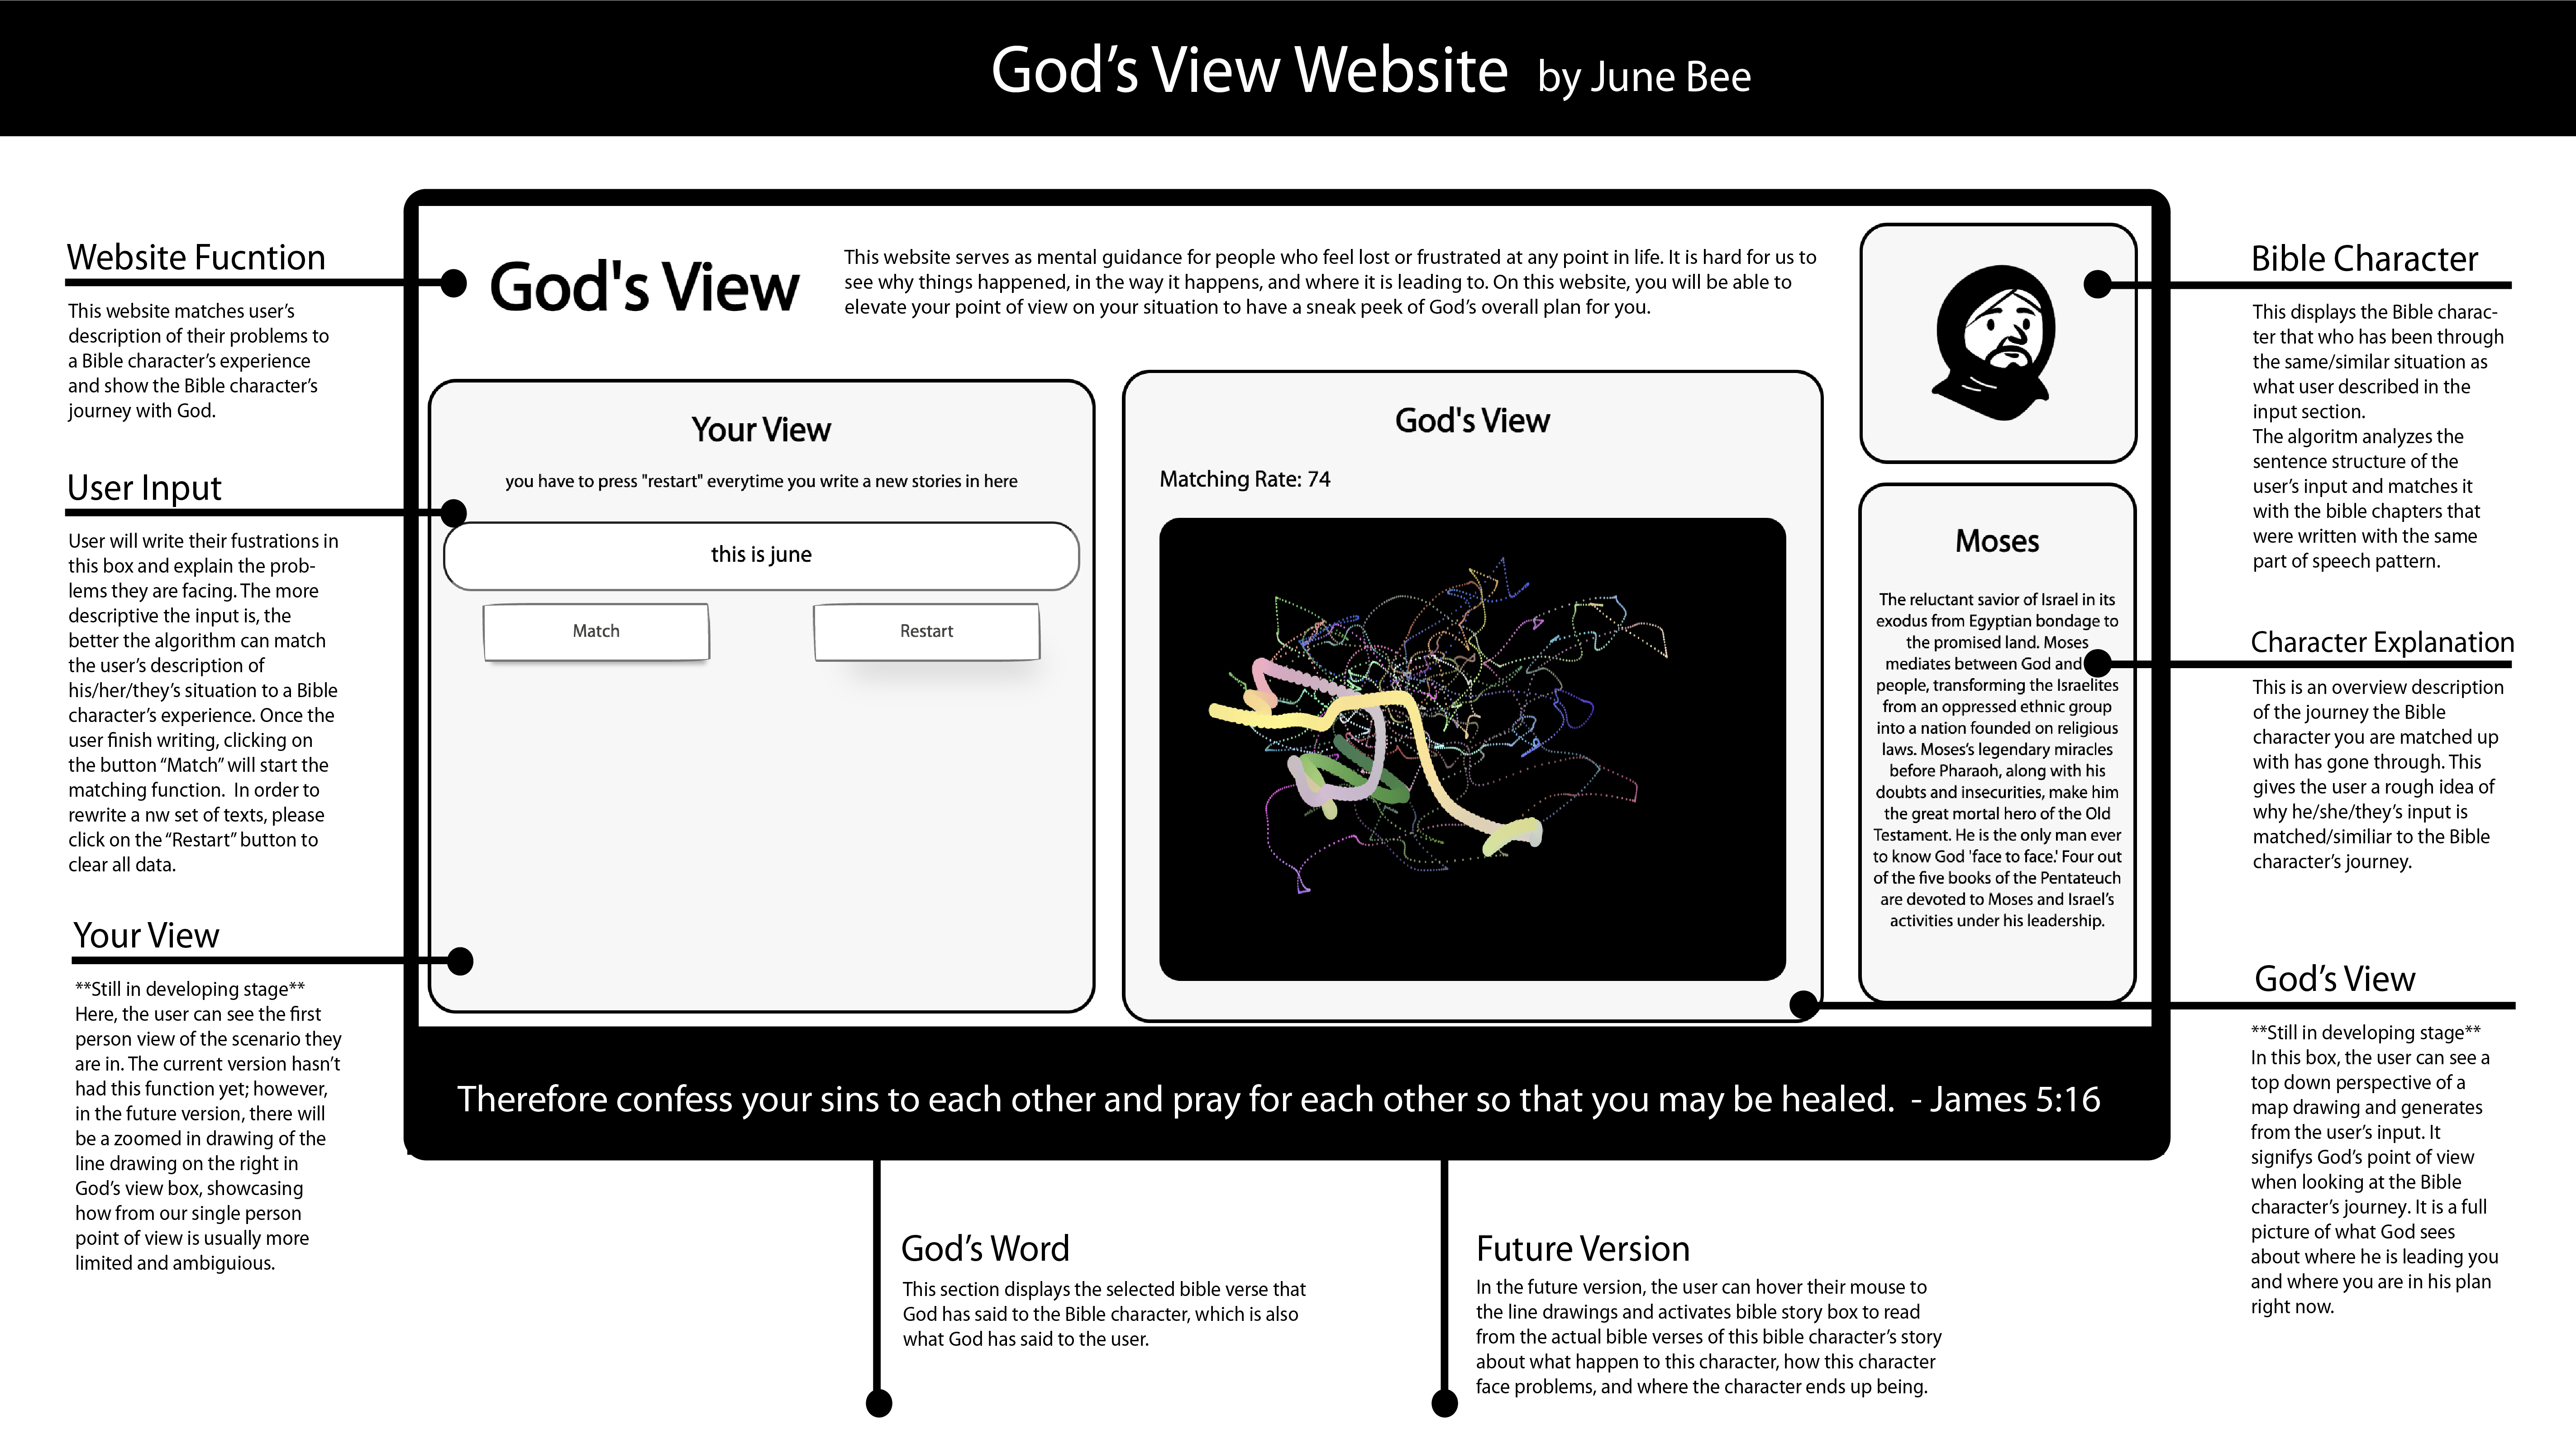 God's View Website by June Bee
Website Fucntion
This website matches user's
description of their problems to
a Bible character's experience
and show the Bible character's
journey with God.
User Input
User will write their fustrations in
this box and explain the prob-
lems they are facing. The more
descriptive the input is, the
better the algorithm can match
the user's description of
his/her/they's situation to a Bible
character's experience. Once the
user finish writing, clicking on
the button “Match” will start the
matching function.  In order to
rewrite a nw set of texts, please
click on the “Restart” button to
clear all data.
Your View
**Still in developing stage**
Here, the user can see the first
person view of the scenario they
are in. The current version hasn't
had this function yet; however,
in the future version, there will
be a zoomed in drawing of the
line drawing on the right in
God's view box, showcasing
how from our single person
point of view is usually more
limited and ambiguious.
God's View
This website serves as mental guidance for people who feel lost or frustrated at any point in life. It is hard for us to
see why things happened, in the way it happens, and where it is leading to. On this website, you will be able to
elevate your point of view on your situation to have a sneak peek of God's overall plan for you.
Your View
you have to press "restart" everytime you write a new stories in here
this is june
Match
Restart
God's View
Matching Rate: 74
Moses
The reluctant savior of Israel in its
exodus from Egyptian bondage to
the promised land. Moses
mediates between God and
people, transforming the Israelites
from an oppressed ethnic group
into a nation founded on religious
laws. Moses's legendary miracles
before Pharaoh, along with his
doubts and insecurities, make him
the great mortal hero of the Old
Testament. He is the only man ever
to know God 'face to face.' Four out
of the five books of the Pentateuch
are devoted to Moses and Israel's
activities under his leadership.
Therefore confess your sins to each other and pray for each other so that you may be healed.  - James 5:16
Bible Character
This displays the Bible charac-
ter that who has been through
the same/similar situation as
what user described in the
input section.
The algoritm analyzes the
sentence structure of the
user's input and matches it
with the bible chapters that
were written with the same
part of speech pattern.
Character Explanation
This is an overview description
of the journey the Bible
character you are matched up
with has gone through. This
gives the user a rough idea of
why he/she/they's input is
matched/similiar to the Bible
character's journey.
God's View
**Still in developing stage**
In this box, the user can see a
top down perspective of a
map drawing and generates
from the user's input. It
signifys God's point of view
when looking at the Bible
character's journey. It is a full
picture of what God sees
about where he is leading you
and where you are in his plan
right now.
God's Word
This section displays the selected bible verse that
God has said to the Bible character, which is also
what God has said to the user.
Future Version
In the future version, the user can hover their mouse to
the line drawings and activates bible story box to read
from the actual bible verses of this bible character's story
about what happen to this character, how this character
face problems, and where the character ends up being.